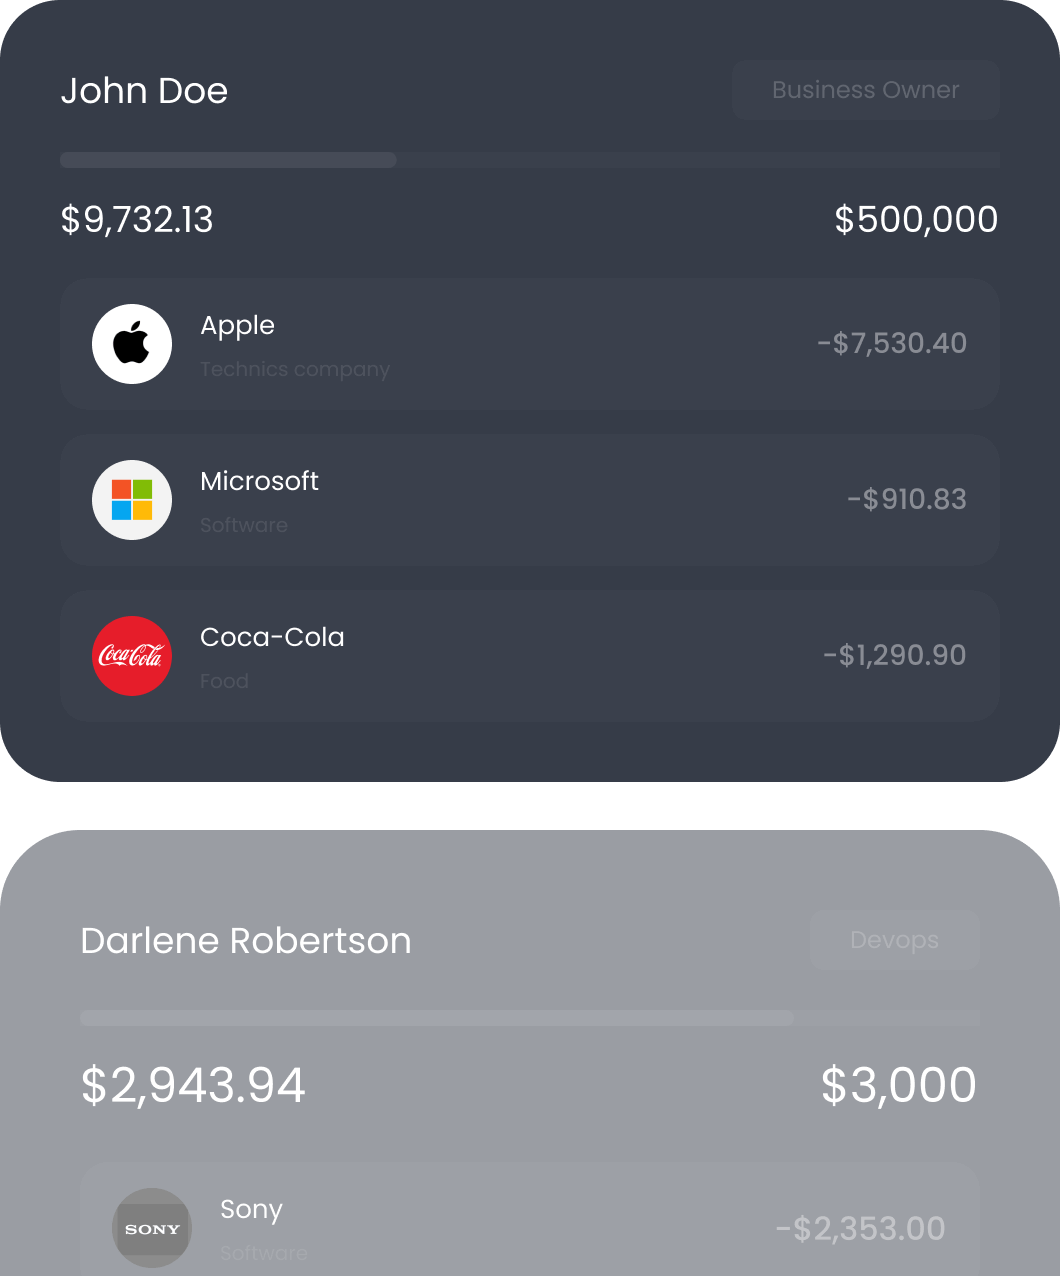 John Doe
Business Owner
$9,732.13
$500,000
Apple
Technics company
-$7,530.40
Microsoft
Software
-$910.83
Coca-Cola
Coca-Cola
Food
-$1,290.90
Darlene Robertson
Devops
$2,943.94
$3,000
SONY
Sony
Software
-$2,353.00